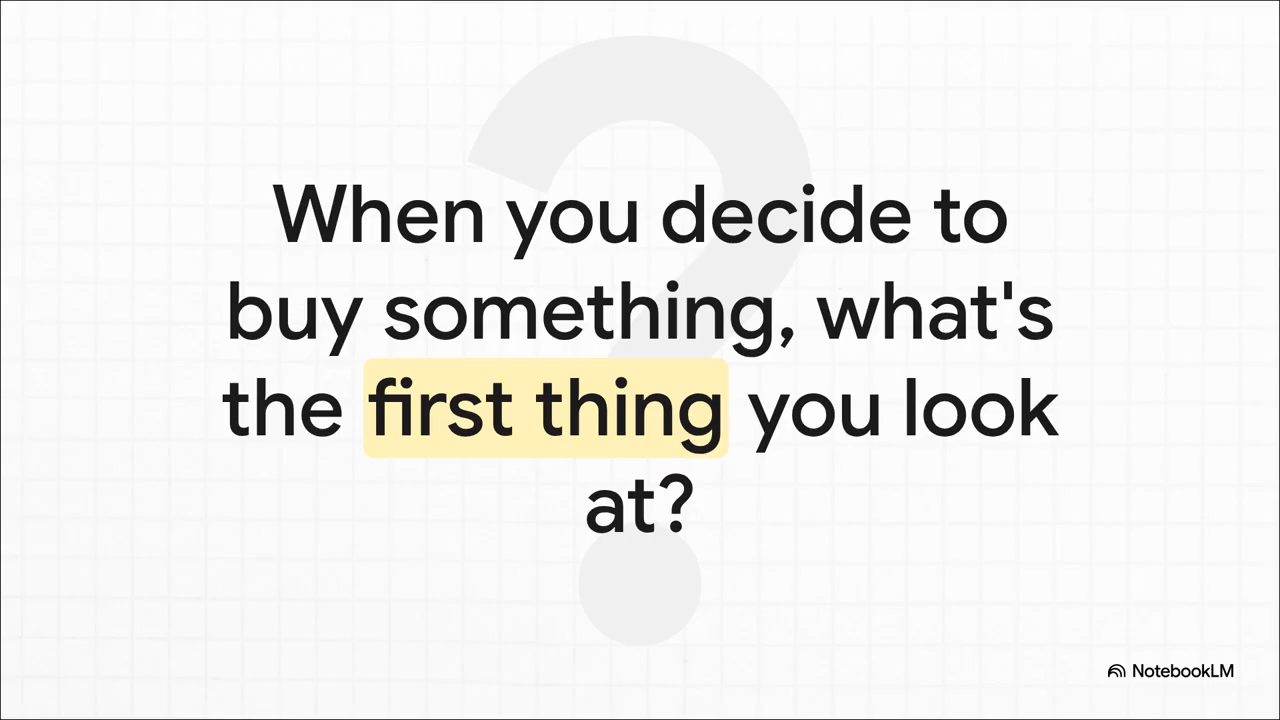 When you decide to
buy something, what's
the first thing you look
at?
NotebookLM